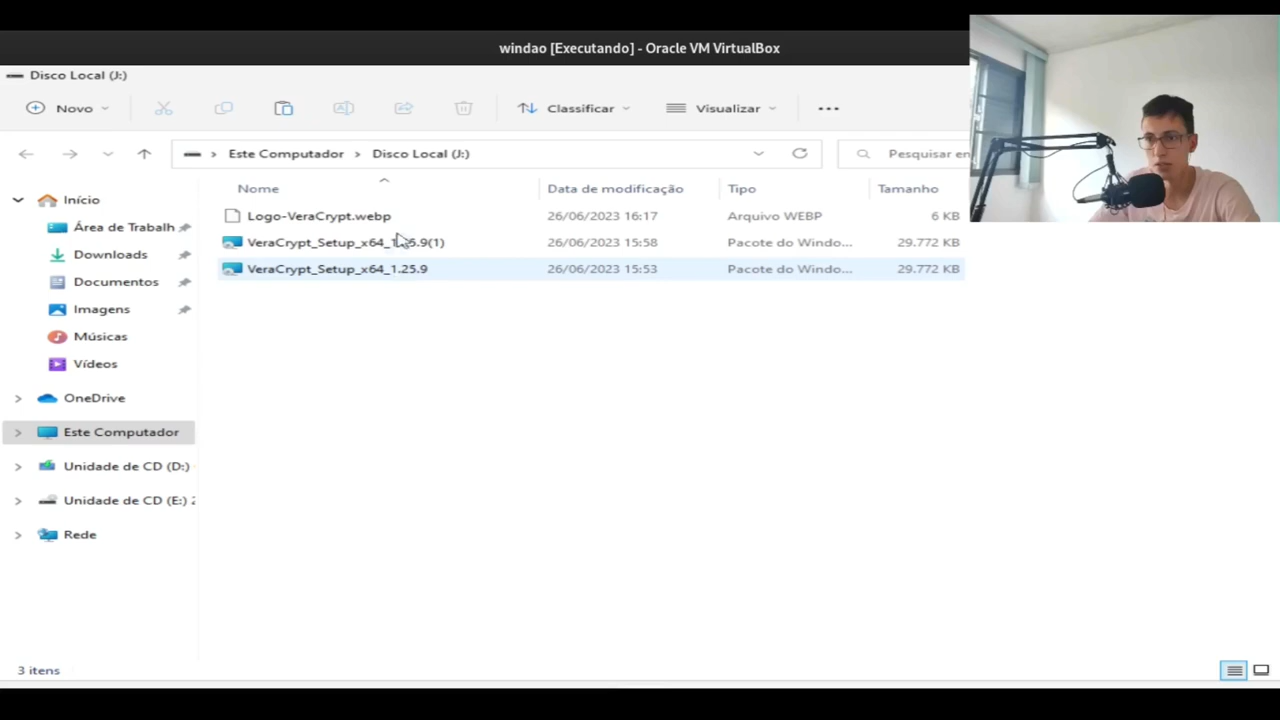 windao [Executando] - Oracle VM VirtualBox
Disco Local (J:)
Novo
Classificar
Visualizar
Este Computador > Disco Local (J:)
Pesquisar em
Nome
Data de modificação
Tipo
Tamanho
Logo-VeraCrypt.webp
26/06/2023 16:17
Arquivo WEBP
6 KB
VeraCrypt_Setup_x64_1.25.9(1)
26/06/2023 15:58
Pacote do Windo...
29.772 KB
VeraCrypt_Setup_x64_1.25.9
26/06/2023 15:53
Pacote do Windo...
29.772 KB
Início
Área de Trabalh
Downloads
Documentos
Imagens
Músicas
Vídeos
OneDrive
Este Computador
Unidade de CD (D:)
Unidade de CD (E:) 2
Rede
3 itens